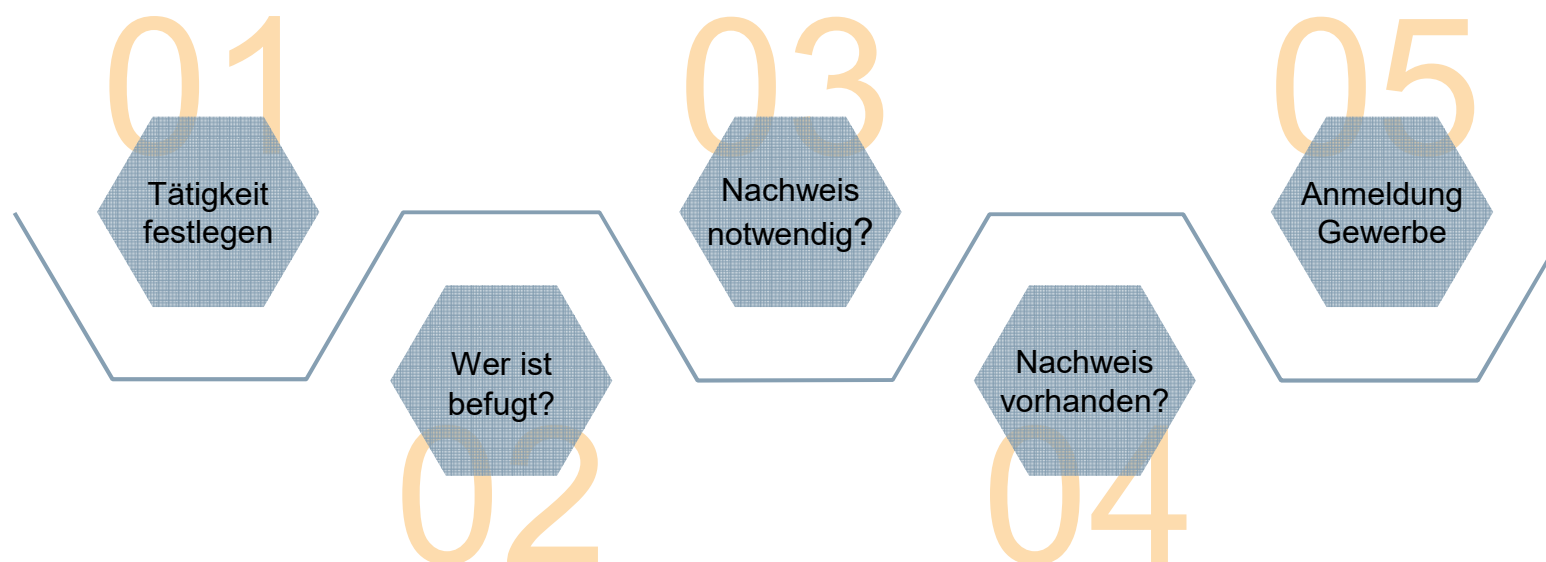 01
Tätigkeit
festlegen
02
Wer ist
befugt?
03
Nachweis
notwendig?
04
Nachweis
vorhanden?
05
Anmeldung
Gewerbe